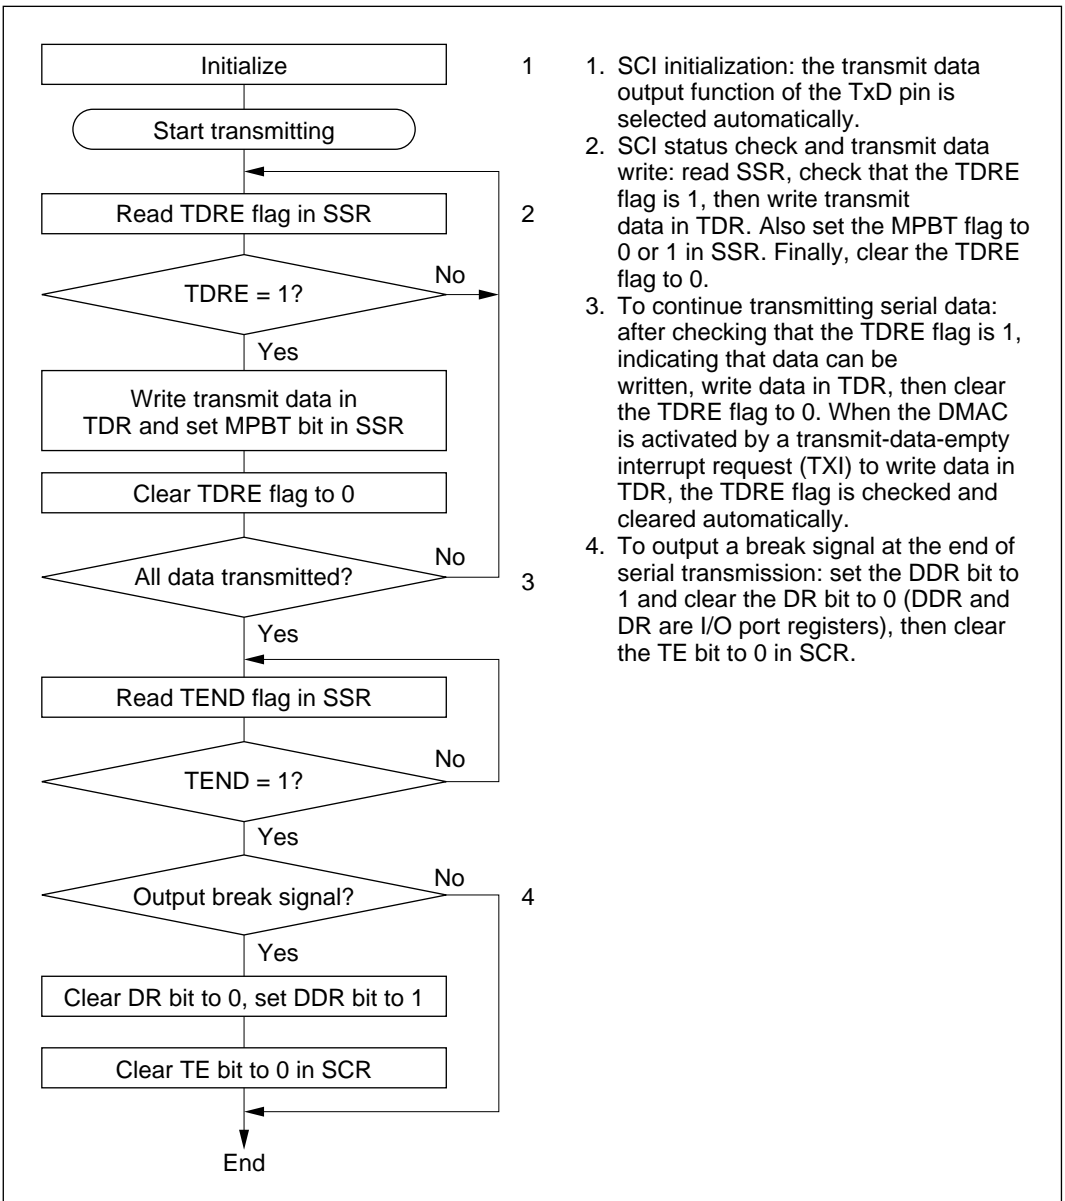 Initialize
1
Start transmitting
Read TDRE flag in SSR
2
TDRE = 1?
No
Yes
Write transmit data in
TDR and set MPBT bit in SSR
Clear TDRE flag to 0
All data transmitted?
No
3
Yes
Read TEND flag in SSR
TEND = 1?
No
Yes
Output break signal?
No
4
Yes
Clear DR bit to 0, set DDR bit to 1
Clear TE bit to 0 in SCR
End
1. SCI initialization: the transmit data
output function of the TxD pin is
selected automatically.
2. SCI status check and transmit data
write: read SSR, check that the TDRE
flag is 1, then write transmit
data in TDR. Also set the MPBT flag to
0 or 1 in SSR. Finally, clear the TDRE
flag to 0.
3. To continue transmitting serial data:
after checking that the TDRE flag is 1,
indicating that data can be
written, write data in TDR, then clear
the TDRE flag to 0. When the DMAC
is activated by a transmit-data-empty
interrupt request (TXI) to write data in
TDR, the TDRE flag is checked and
cleared automatically.
4. To output a break signal at the end of
serial transmission: set the DDR bit to
1 and clear the DR bit to 0 (DDR and
DR are I/O port registers), then clear
the TE bit to 0 in SCR.